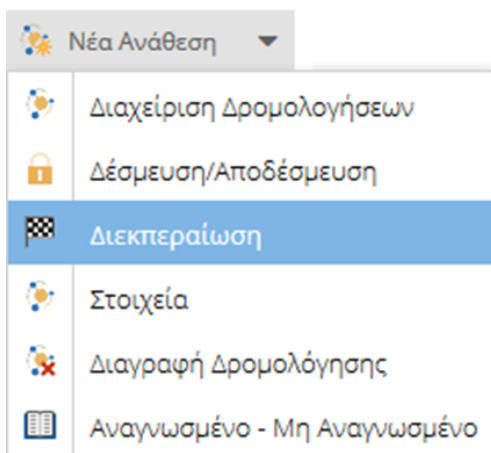 Νέα Ανάθεση
Διαχείριση Δρομολογήσεων
Δέσμευση/Αποδέσμευση
Διεκπεραίωση
Στοιχεία
Διαγραφή Δρομολόγησης
Αναγνωσμένο - Μη Αναγνωσμένο